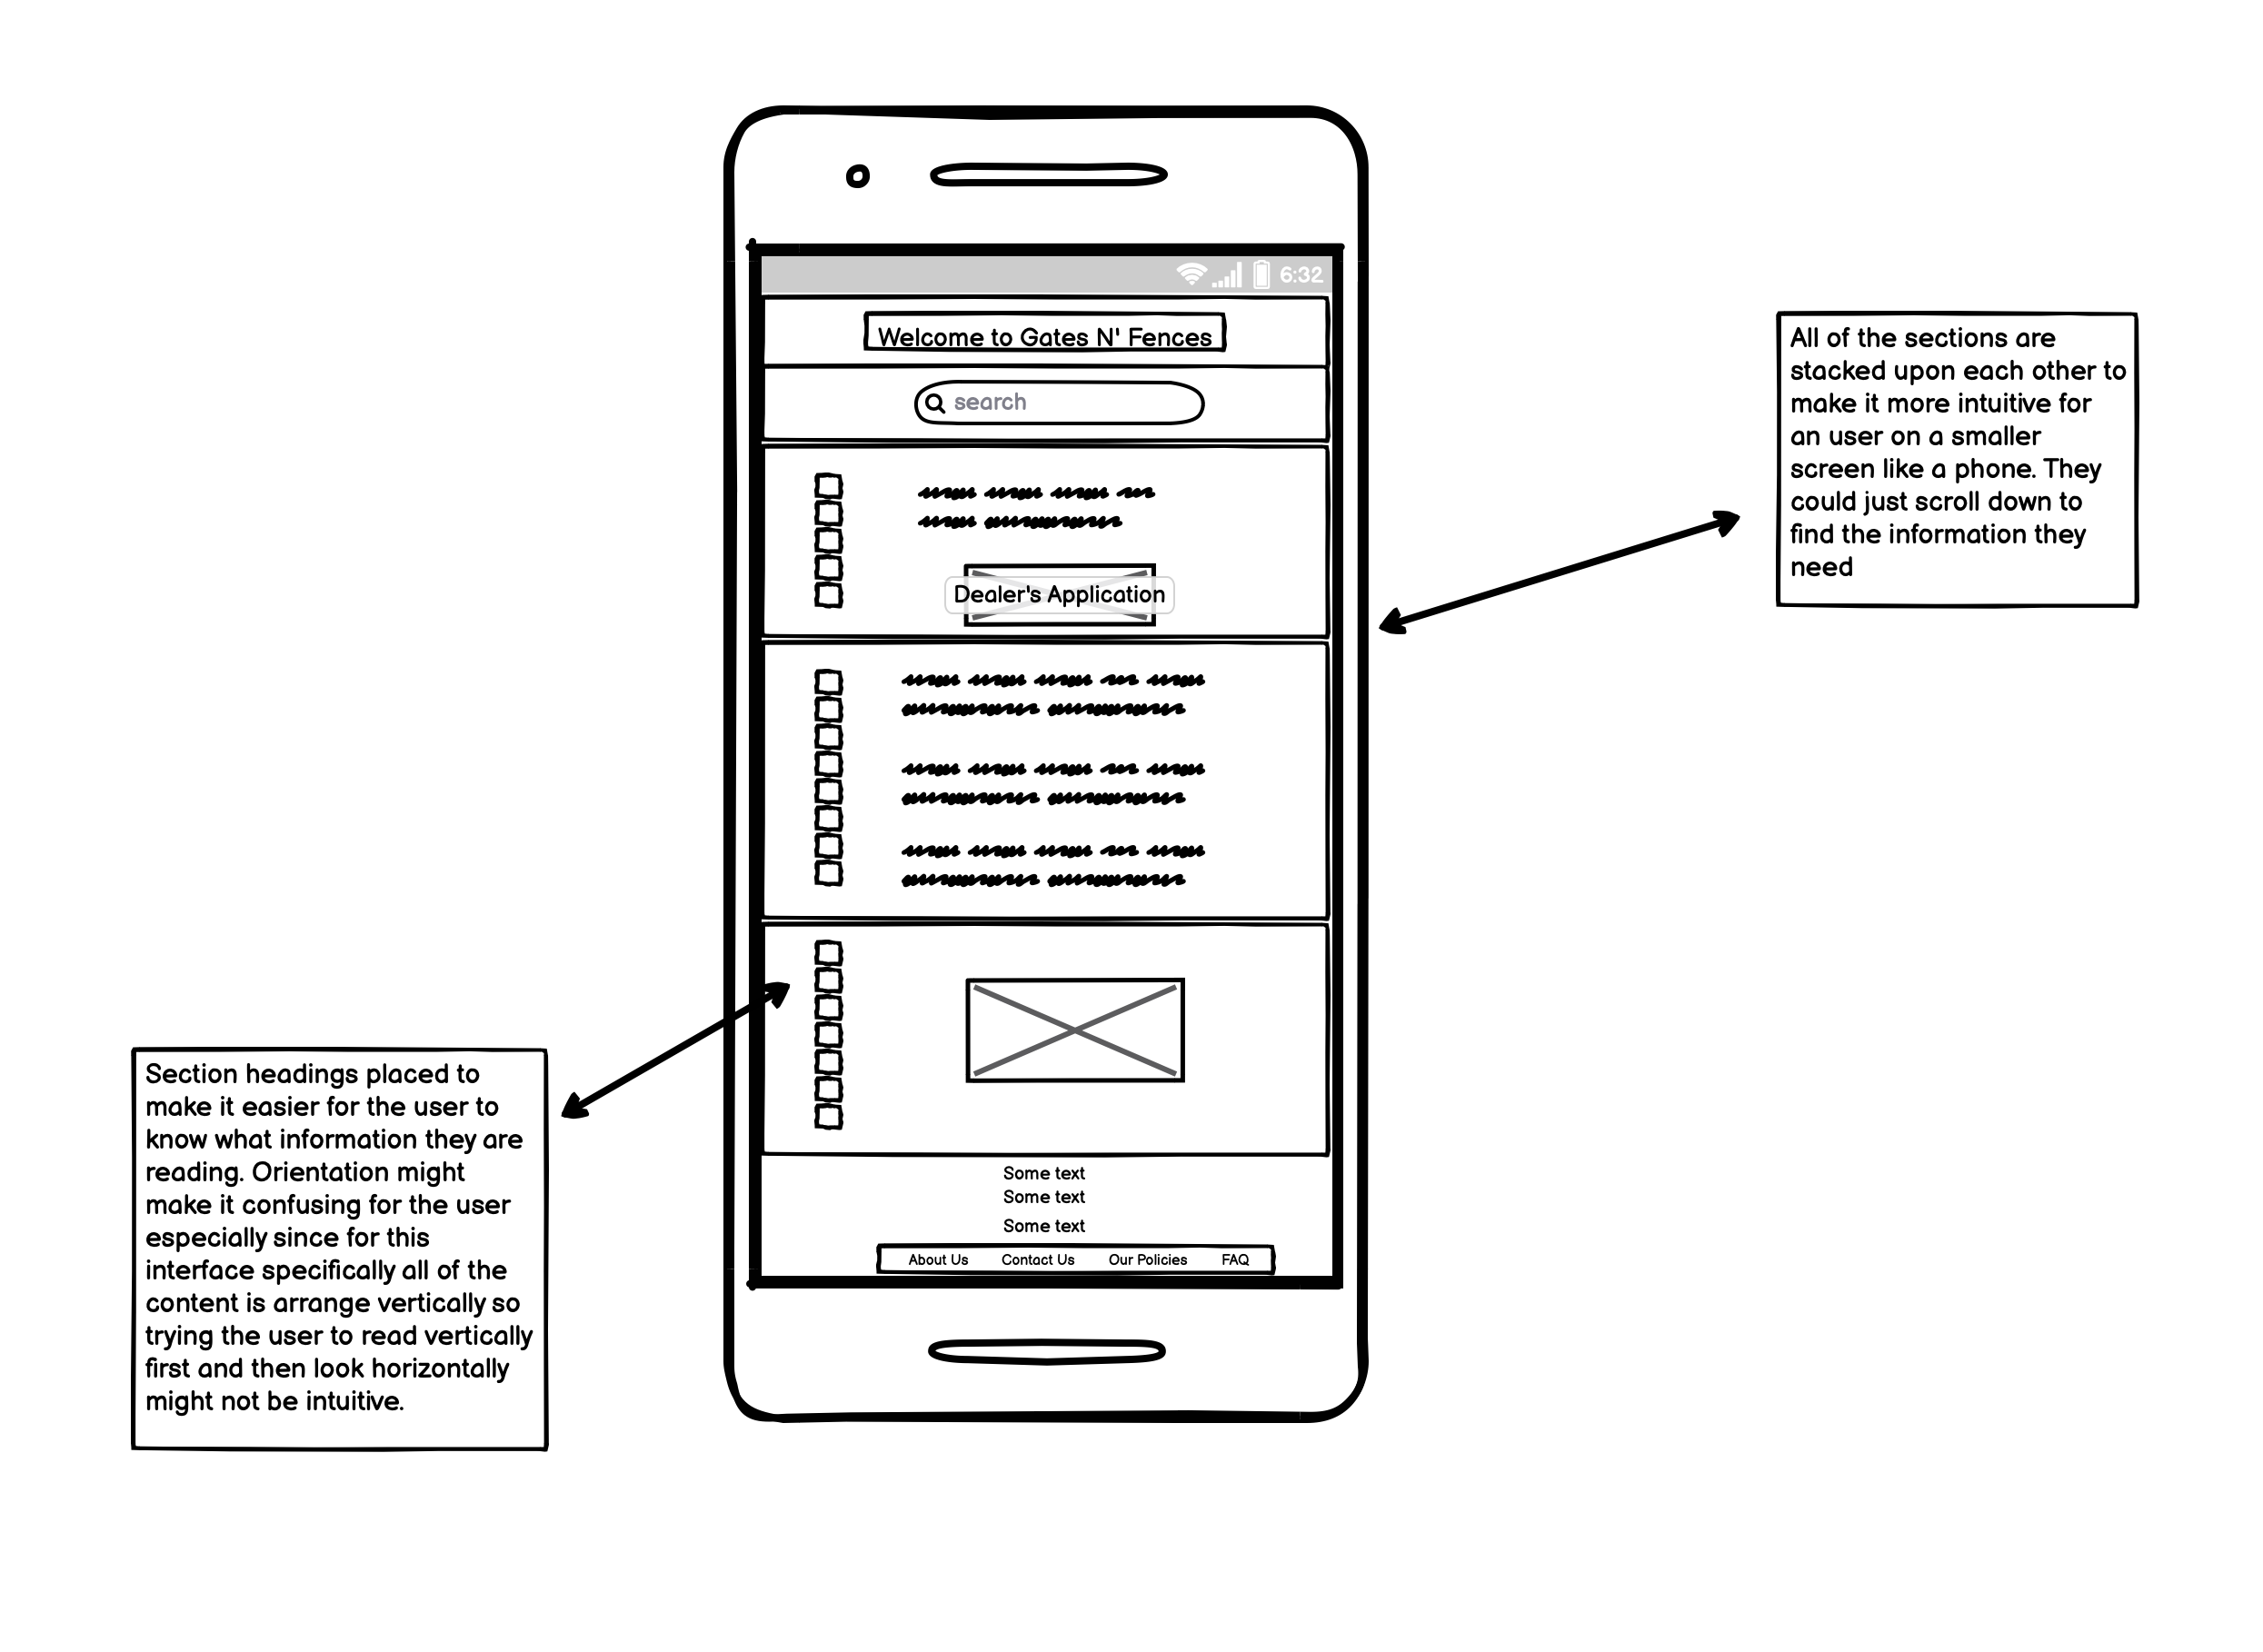 6:32
Welcome to Gates N' Fences
search
Dealer's Application
Some text
Some text
Some text
About Us Contact Us Our Policies FAQ
All of the sections are
stacked upon each other to
make it more intuitive for
an user on a smaller
screen like a phone. They
could just scroll down to
find the information they
need
Section headings placed to
make it easier for the user to
know what information they are
reading. Orientation might
make it confusing for the user
especially since for this
interface specifically all of the
content is arrange vertically so
trying the user to read vertically
first and then look horizontally
might not be intuitive.